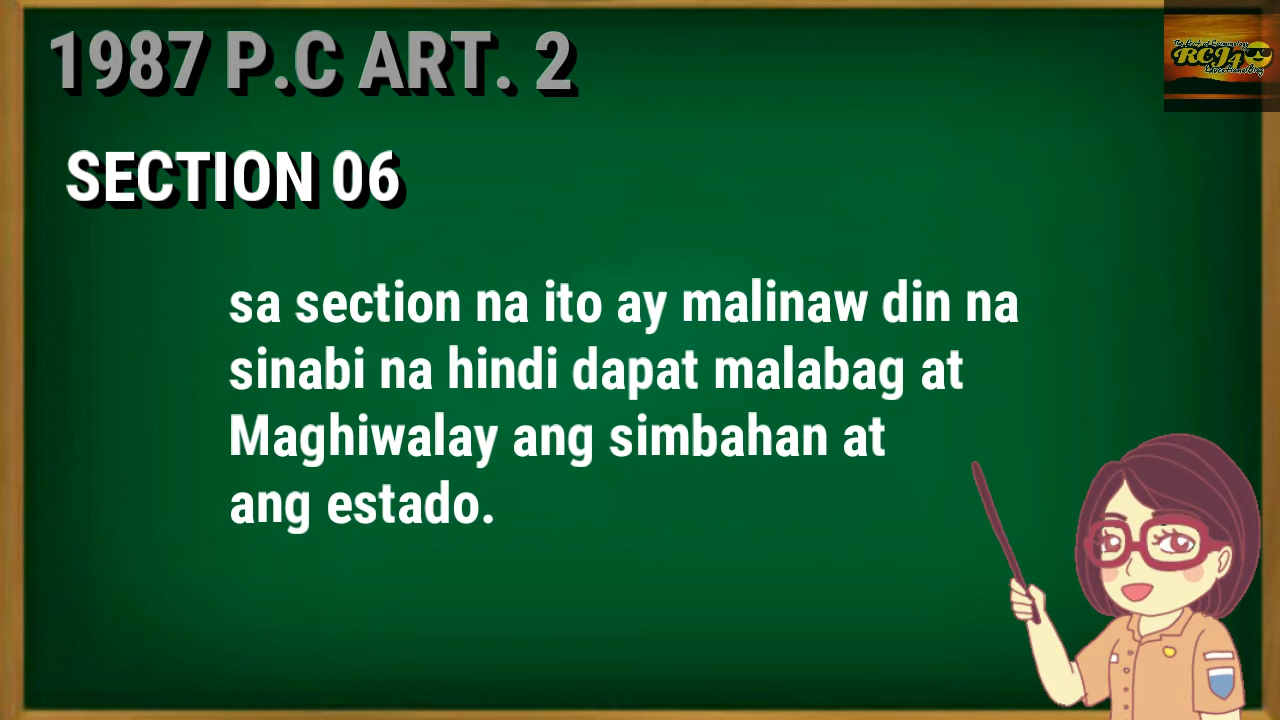 1987 P.C ART. 2
SECTION 06
sa section na ito ay malinaw din na
sinabi na hindi dapat malabag at
Maghiwalay ang simbahan at
ang estado.
RCJ4